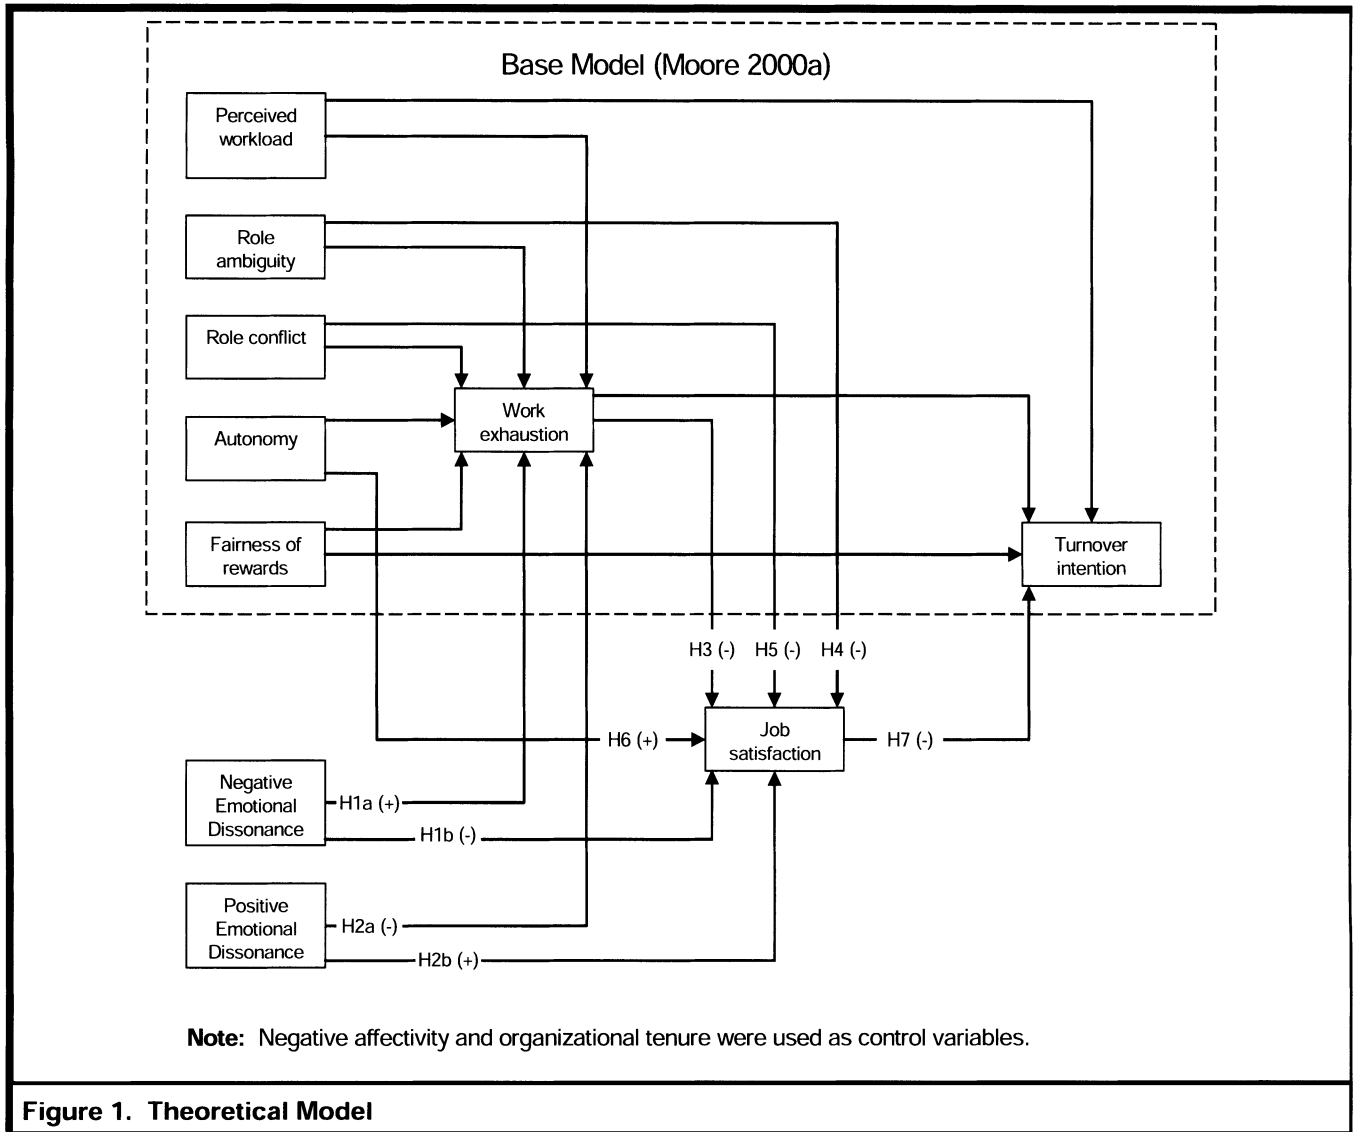 Base Model (Moore 2000a)
Perceived
workload
Role
ambiguity
Role conflict
Work
exhaustion
Autonomy
Fairness of
rewards
Turnover
intention
H3 (-) H5 (-) H4 (-)
Job
satisfaction
H6 (+)
H7 (-)
Negative
Emotional
Dissonance
H1a (+)
H1b (-)
Positive
Emotional
Dissonance
H2a (-)
H2b (+)
Note: Negative affectivity and organizational tenure were used as control variables.
Figure 1. Theoretical Model